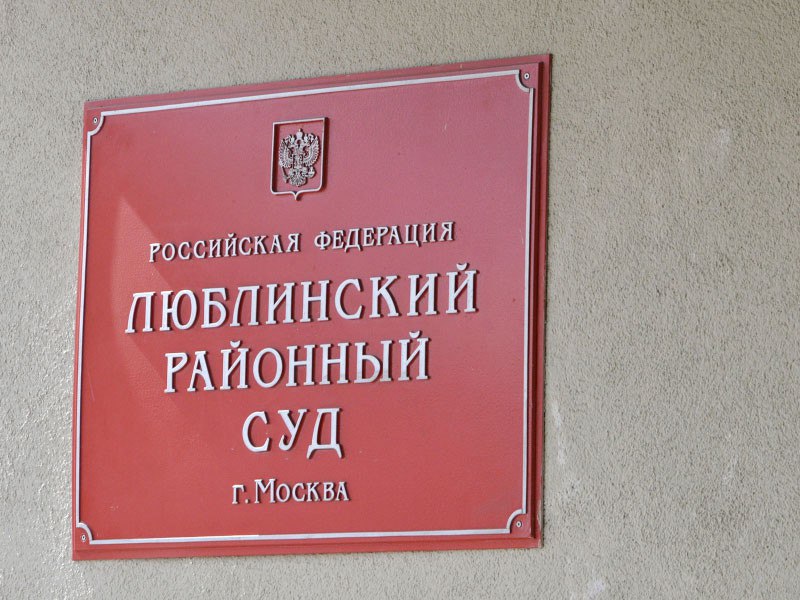 РОССИЙСКАЯ ФЕДЕРАЦИЯ
ЛЮБЛИНСКИЙ
РАЙОННЫЙ
СУД
г. Москва